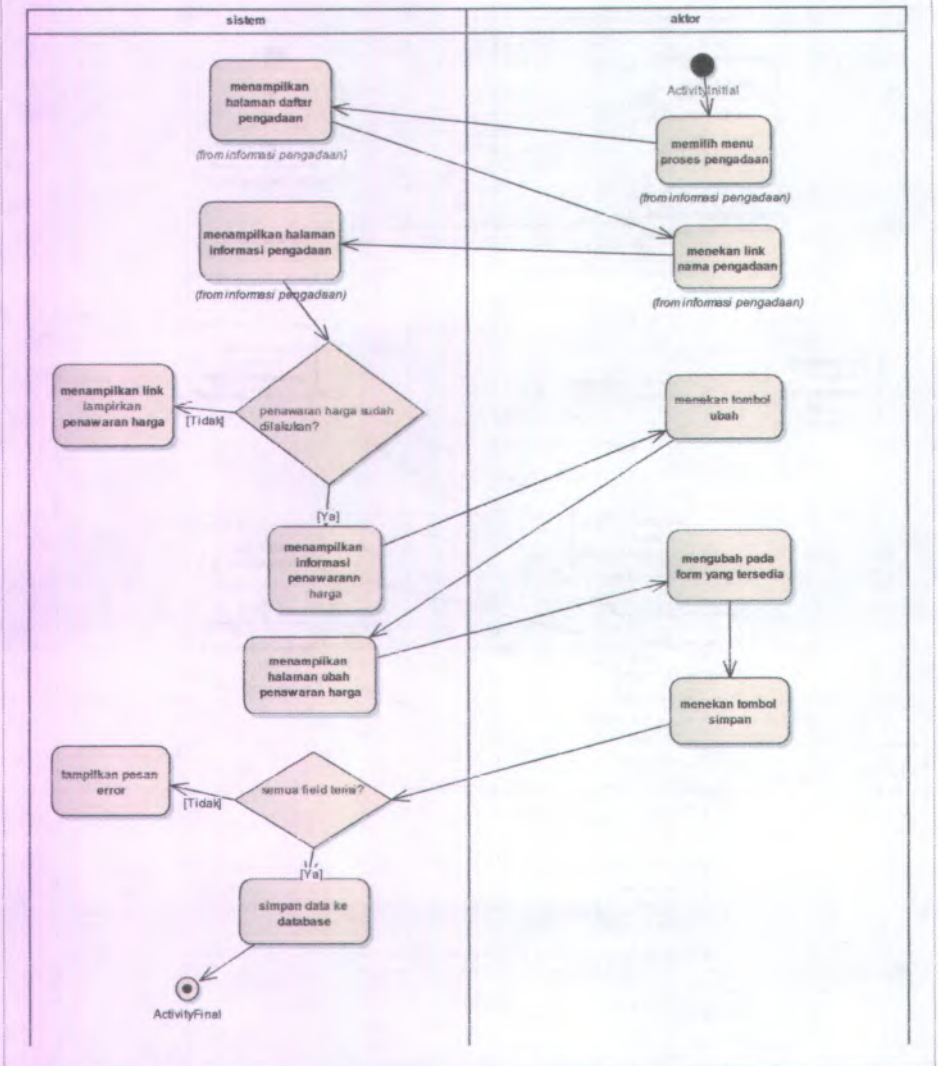 sistem
aktor
ActivityInitial
menampilkan
halaman daftar
pengadaan
(from informasi pengadaan)
memilih menu
proses pengadaan
(from informasi pengadaan)
menampilkan halaman
informasi pengadaan
(from informasi pengadaan)
menekan link
nama pengadaan
(from informasi pengadaan)
menampilkan link
lampirkan
penawaran harga
[Tidak]
penawaran harga sudah
dilakukan?
menekan tombol
ubah
[Ya]
menampilkan
informasi
penawarann
harga
mengubah pada
form yang tersedia
menampilkan
halaman ubah
penawaran harga
menekan tombol
simpan
tampilkan pesan
error
[Tidak]
semua field terisi?
[Ya]
simpan data ke
database
ActivityFinal